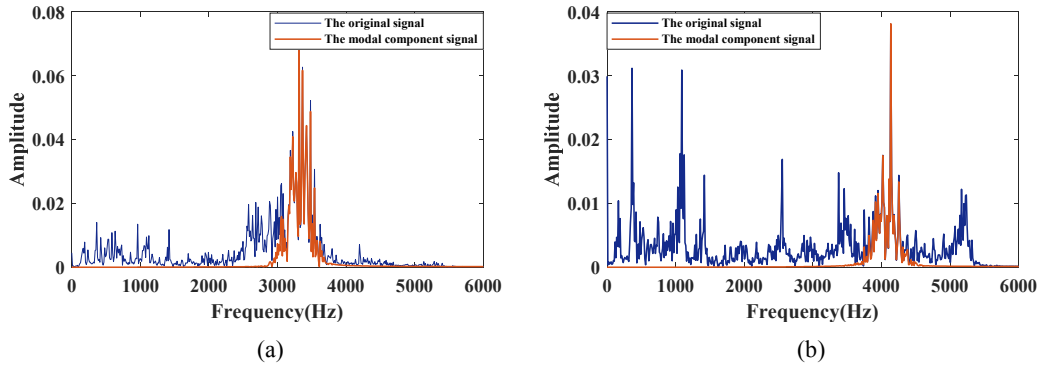 The original signal
The modal component signal
0.08
0.06
0.04
0.02
0
Amplitude
0 1000 2000 3000 4000 5000 6000
Frequency(Hz)
(a)
The original signal
The modal component signal
0.04
0.03
0.02
0.01
0
Amplitude
0 1000 2000 3000 4000 5000 6000
Frequency(Hz)
(b)